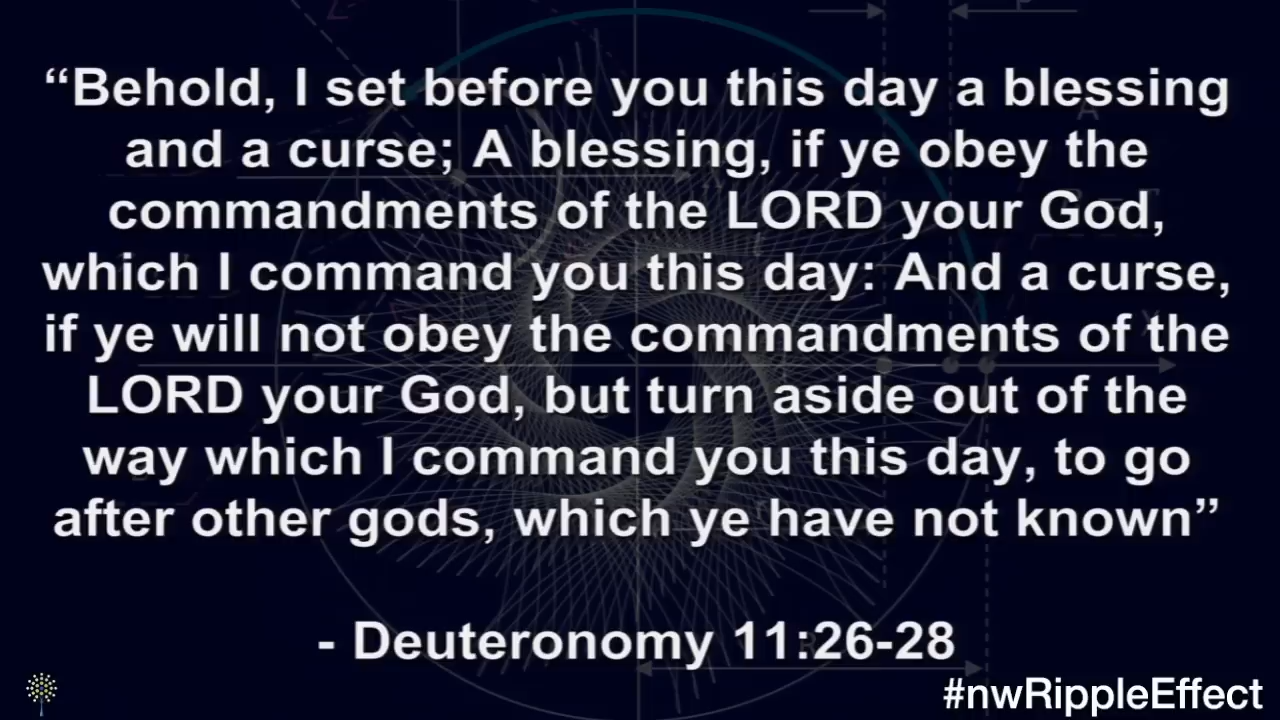 “Behold, I set before you this day a blessing
and a curse; A blessing, if ye obey the
commandments of the LORD your God,
which I command you this day: And a curse,
if ye will not obey the commandments of the
LORD your God, but turn aside out of the
way which I command you this day, to go
after other gods, which ye have not known”
- Deuteronomy 11:26-28
#nwRippleEffect